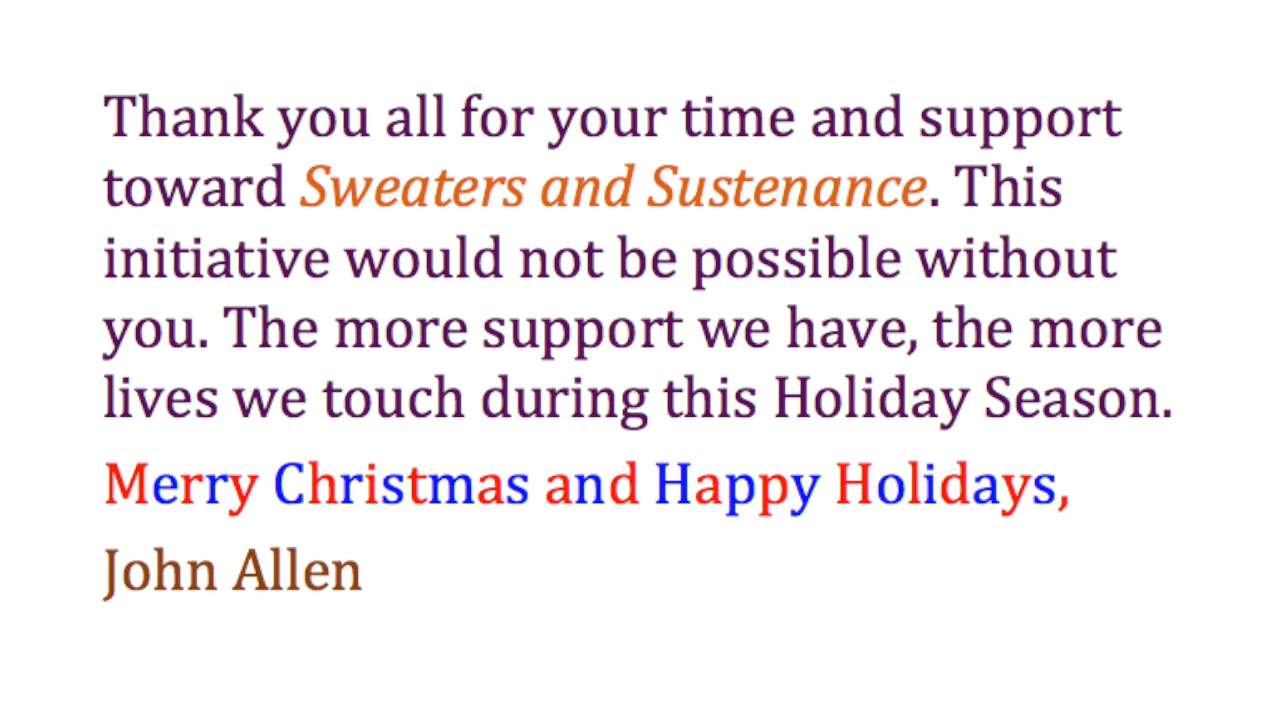 Thank you all for your time and support
toward Sweaters and Sustenance. This
initiative would not be possible without
you. The more support we have, the more
lives we touch during this Holiday Season.
Merry Christmas and Happy Holidays,
John Allen